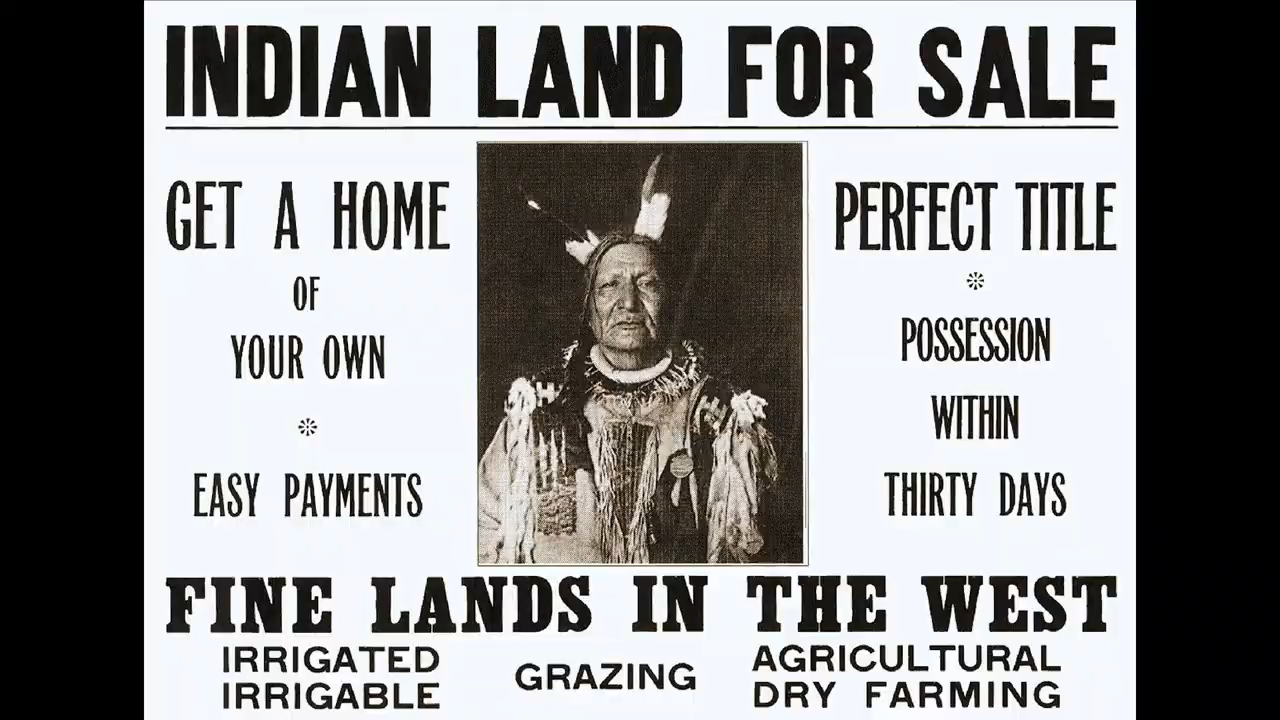 INDIAN LAND FOR SALE
GET A HOME
OF
YOUR OWN
EASY PAYMENTS
PERFECT TITLE
POSSESSION
WITHIN
THIRTY DAYS
FINE LANDS IN THE WEST
IRRIGATED
IRRIGABLE
GRAZING
AGRICULTURAL
DRY FARMING